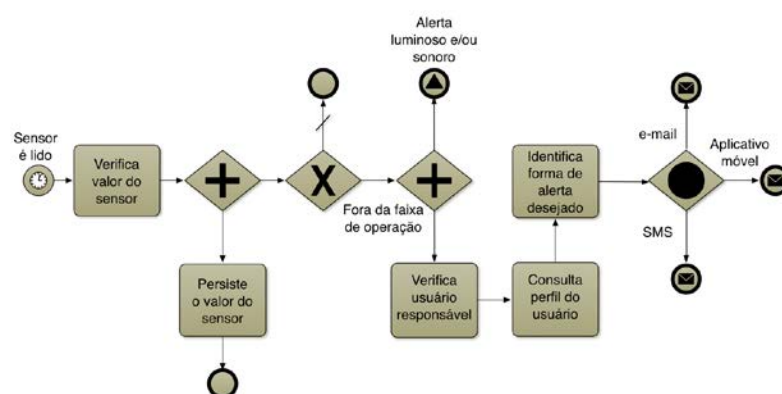 Sensor
é lido
Verifica
valor do
sensor
Persiste
o valor do
sensor
X
Fora da faixa
de operação
Alerta
luminoso e/ou
sonoro
Verifica
usuário
responsável
Consulta
perfil do
usuário
Identifica
forma de
alerta
desejado
e-mail
Aplicativo
móvel
SMS